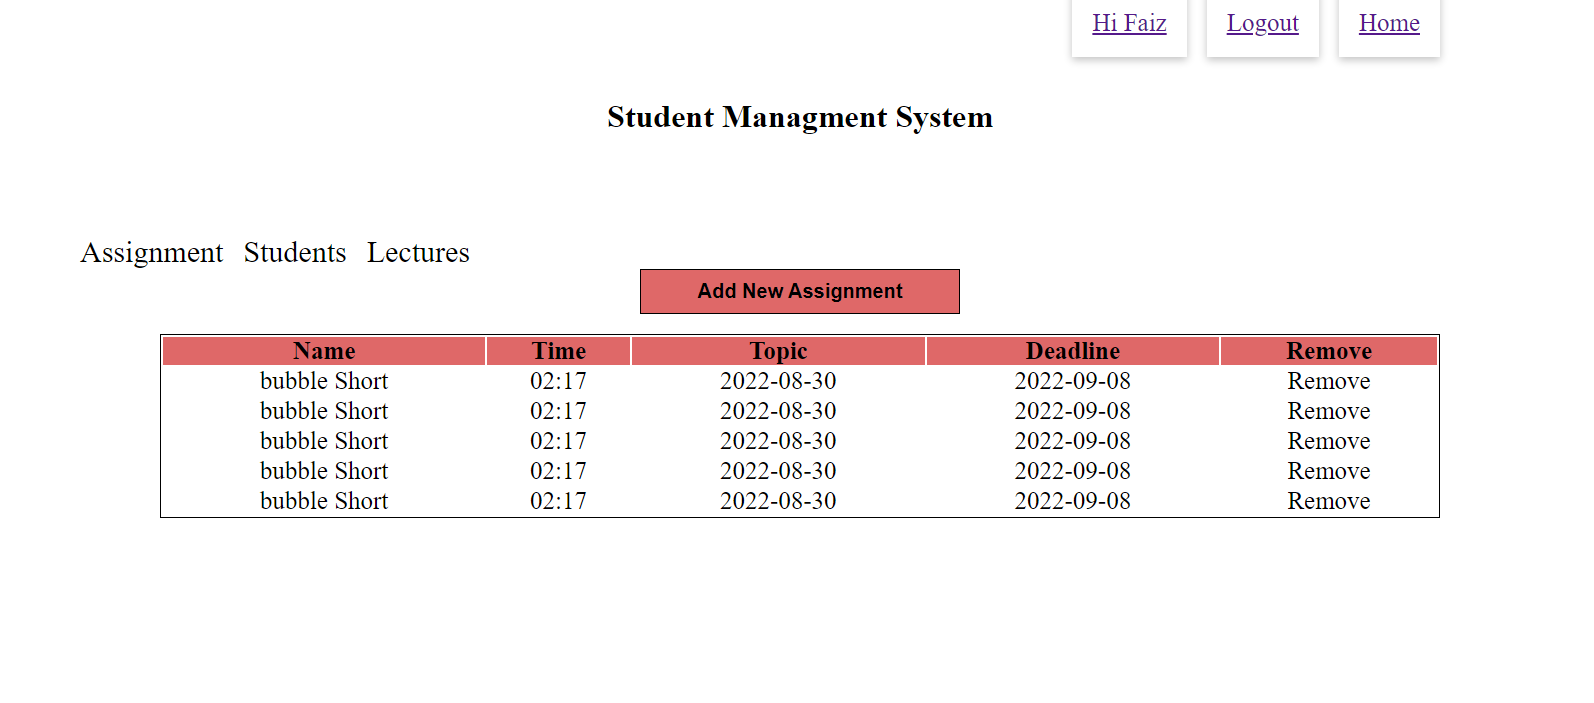 Hi Faiz Logout Home
Student Managment System
Assignment Students Lectures
Add New Assignment
Name Time Topic Deadline Remove
bubble Short 02:17 2022-08-30 2022-09-08 Remove
bubble Short 02:17 2022-08-30 2022-09-08 Remove
bubble Short 02:17 2022-08-30 2022-09-08 Remove
bubble Short 02:17 2022-08-30 2022-09-08 Remove
bubble Short 02:17 2022-08-30 2022-09-08 Remove